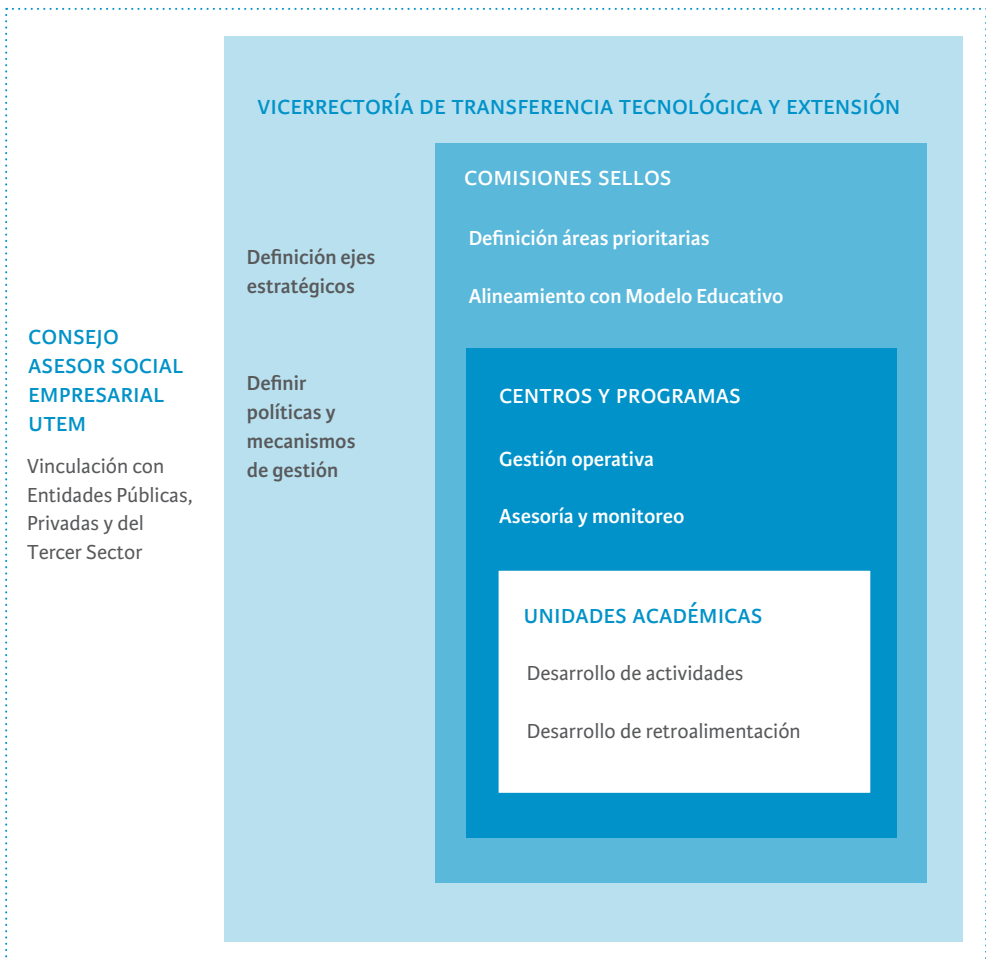 VICERRECTORÍA DE TRANSFERENCIA TECNOLÓGICA Y EXTENSIÓN
COMISIONES SELLOS
Definición áreas prioritarias
Alineamiento con Modelo Educativo
Definición ejes
estratégicos
Definir
políticas y
mecanismos
de gestión
CONSEJO
ASESOR SOCIAL
EMPRESARIAL
UTEM
Vinculación con
Entidades Públicas,
Privadas y del
Tercer Sector
CENTROS Y PROGRAMAS
Gestión operativa
Asesoría y monitoreo
UNIDADES ACADÉMICAS
Desarrollo de actividades
Desarrollo de retroalimentación